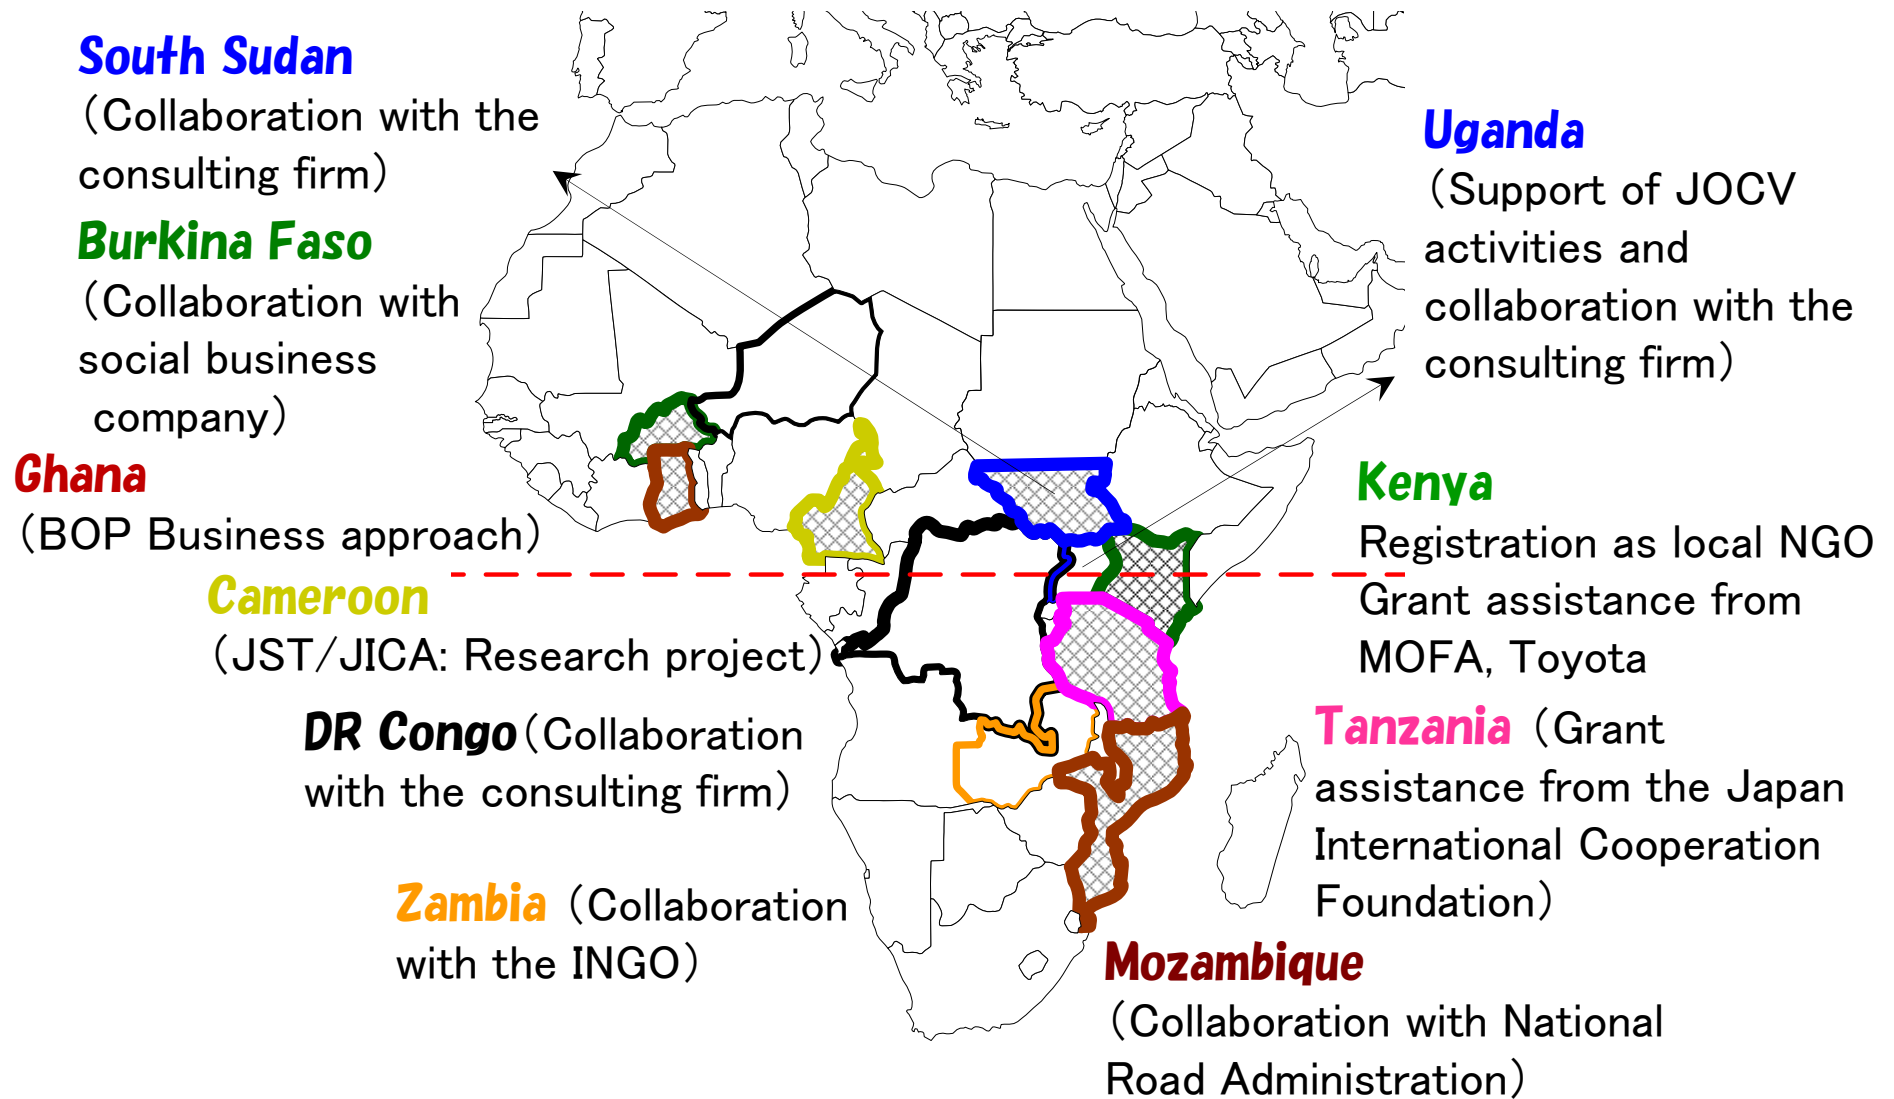 South Sudan
（Collaboration with the
consulting firm）
Burkina Faso
（Collaboration with
social business
company）
Ghana
（BOP Business approach）
Cameroon
（JST/JICA: Research project）
DR Congo（Collaboration
with the consulting firm）
Zambia （Collaboration
with the INGO）
Uganda
（Support of JOCV
activities and
collaboration with the
consulting firm）
Kenya
Registration as local NGO
Grant assistance from
MOFA, Toyota
Tanzania （Grant
assistance from the Japan
International Cooperation
Foundation）
Mozambique
（Collaboration with National
Road Administration）